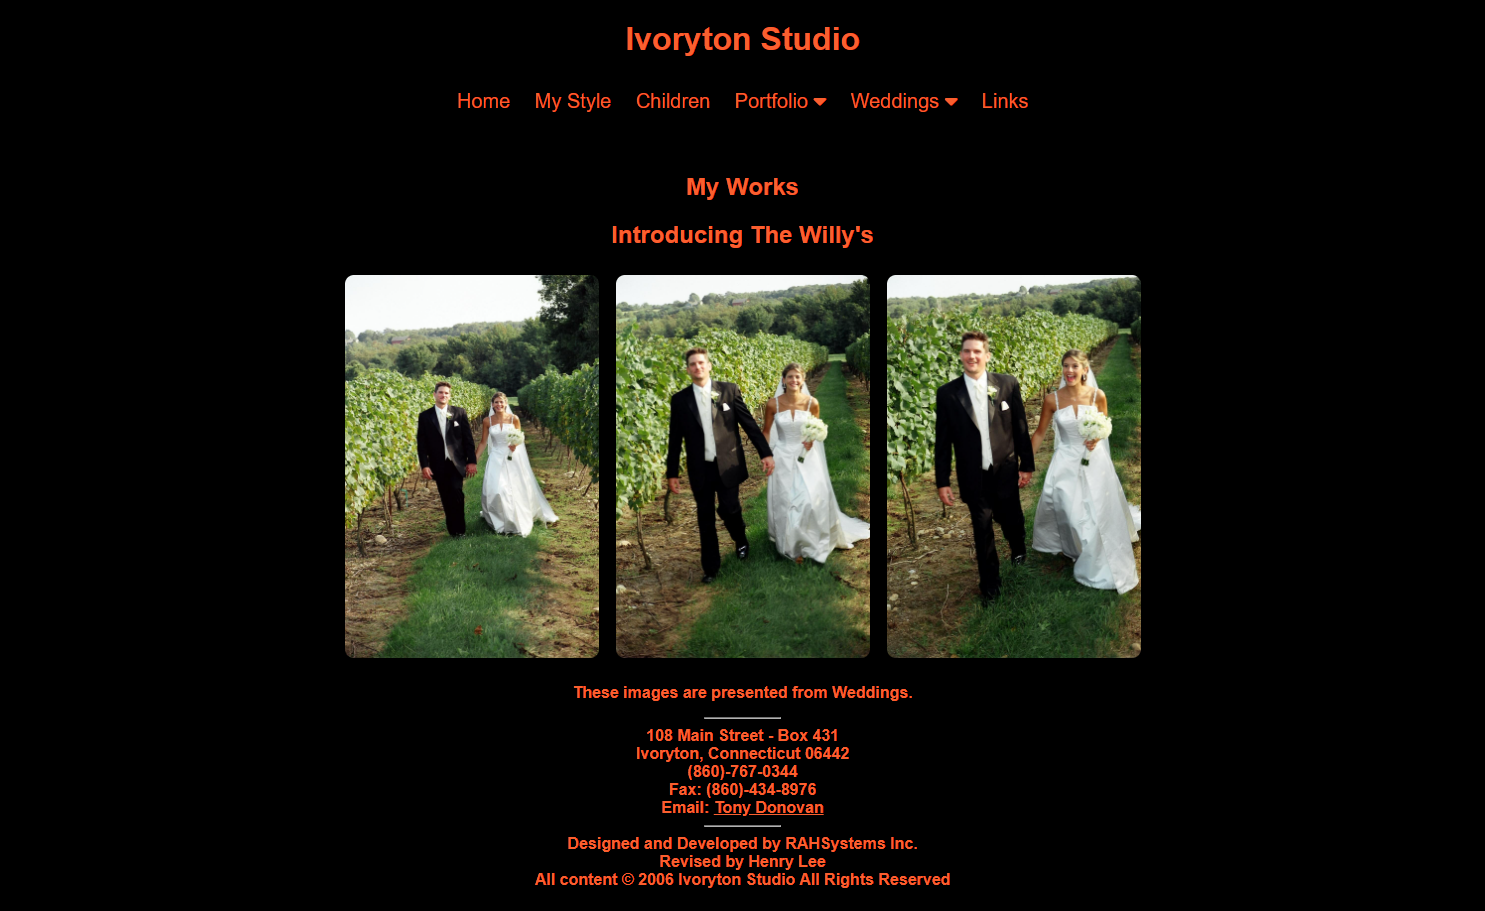 Ivoryton Studio
Home My Style Children Portfolio Weddings Links
My Works
Introducing The Willy's
These images are presented from Weddings.
108 Main Street - Box 431
Ivoryton, Connecticut 06442
(860)-767-0344
Fax: (860)-434-8976
Email: Tony Donovan
Designed and Developed by RAHSystems Inc.
Revised by Henry Lee
All content © 2006 Ivoryton Studio All Rights Reserved